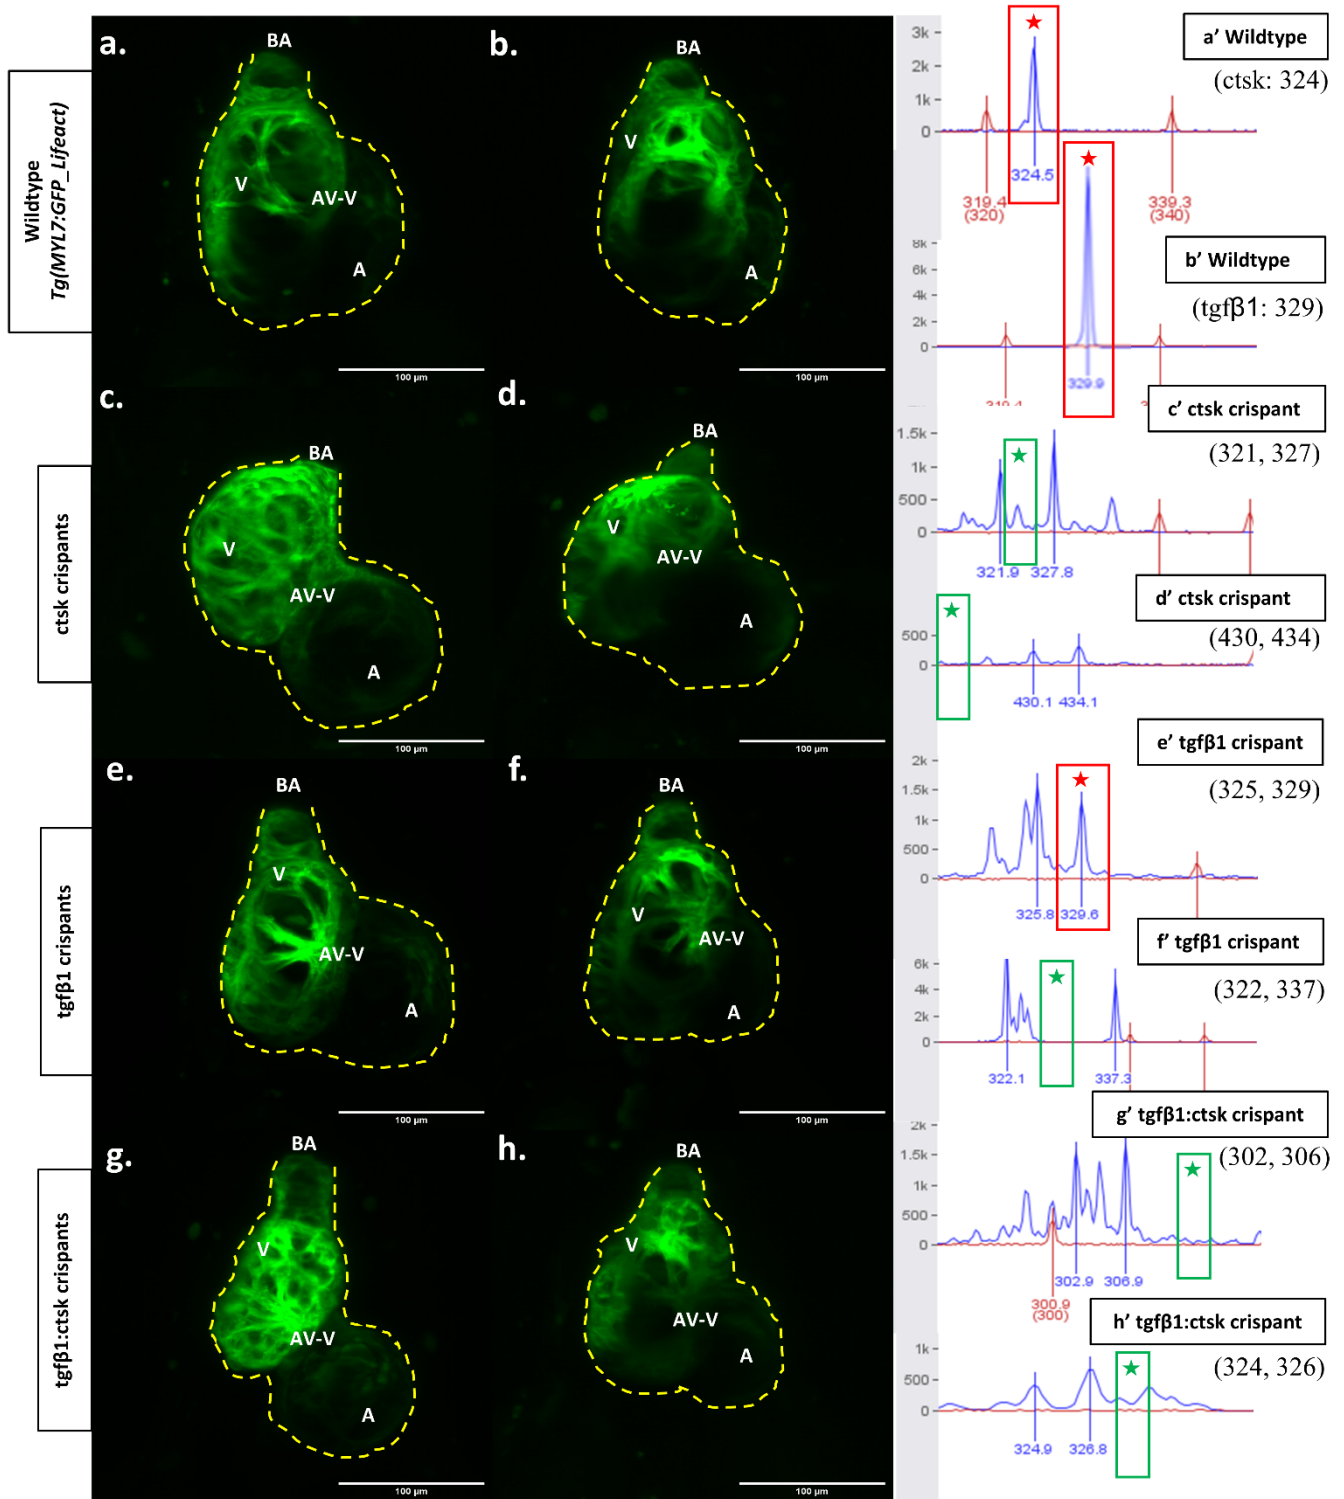 Wildtype
Tg(MYL7:GFP_Lifeact)
a.
BA
V
AV-V
A
100 µm
b.
BA
V
A
100 µm
3k
2k
1k
0
324.5
319.4
(320)
339.3
(340)
a' Wildtype
(ctsk: 324)
8k
6k
4k
2k
0
329.9
319.4
b' Wildtype
(tgfβ1: 329)
ctsk crispants
c.
BA
V
AV-V
A
100 µm
d.
BA
V
AV-V
A
100 µm
c' ctsk crispant
(321, 327)
1.5k
1k
500
0
321.9
327.8
d' ctsk crispant
(430, 434)
500
0
430.1
434.1
tgfβ1 crispants
e.
BA
V
AV-V
A
100 µm
f.
BA
V
AV-V
A
100 µm
e' tgfβ1 crispant
(325, 329)
2k
1.5k
1k
500
0
325.8
329.6
f' tgfβ1 crispant
(322, 337)
6k
4k
2k
0
322.1
337.3
tgfβ1:ctsk crispants
g.
BA
V
AV-V
A
100 µm
h.
BA
V
AV-V
A
100 µm
g' tgfβ1:ctsk crispant
(302, 306)
1.5k
1k
500
0
302.9
306.9
300.9
(300)
h' tgfβ1:ctsk crispant
(324, 326)
1k
500
0
324.9
326.8